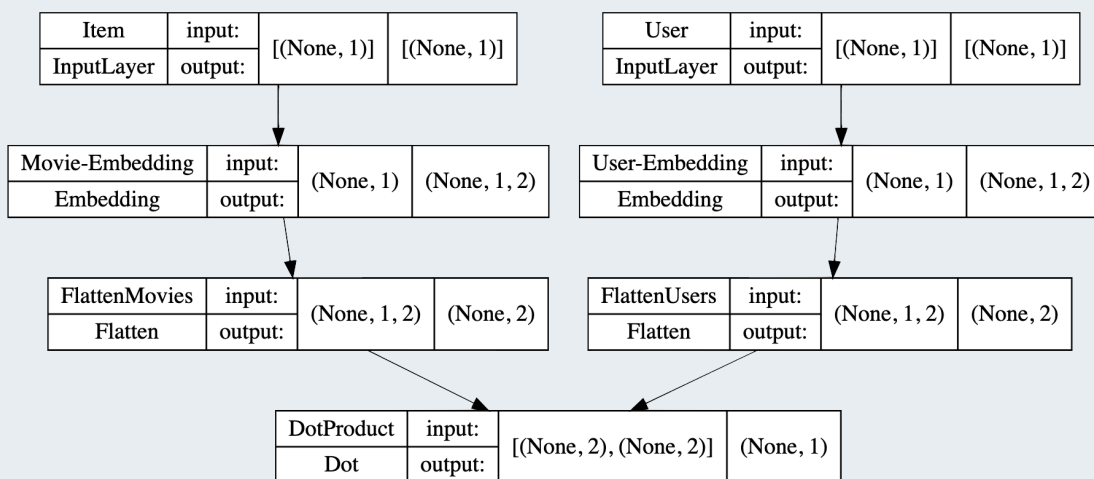 Item input: [(None, 1)] [(None, 1)]
InputLayer output:
User input: [(None, 1)] [(None, 1)]
InputLayer output:
Movie-Embedding input: (None, 1) (None, 1, 2)
Embedding output:
User-Embedding input: (None, 1) (None, 1, 2)
Embedding output:
FlattenMovies input: (None, 1, 2) (None, 2)
Flatten output:
FlattenUsers input: (None, 1, 2) (None, 2)
Flatten output:
DotProduct input: [(None, 2), (None, 2)] (None, 1)
Dot output: